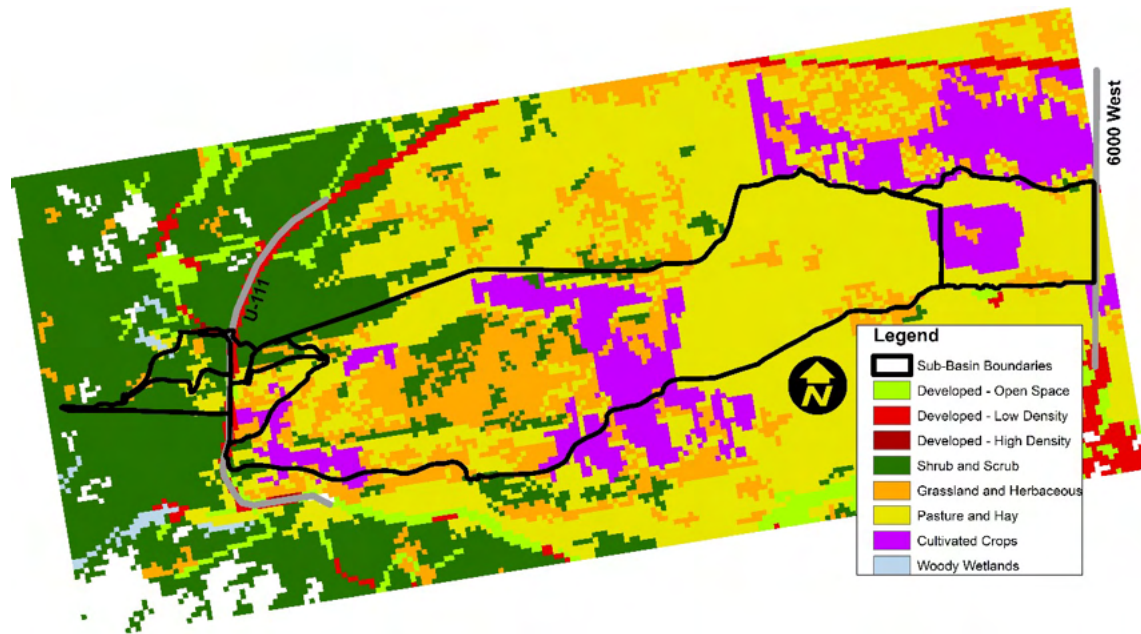 6000 West
U-111
N
Legend
Sub-Basin Boundaries
Developed - Open Space
Developed - Low Density
Developed - High Density
Shrub and Scrub
Grassland and Herbaceous
Pasture and Hay
Cultivated Crops
Woody Wetlands